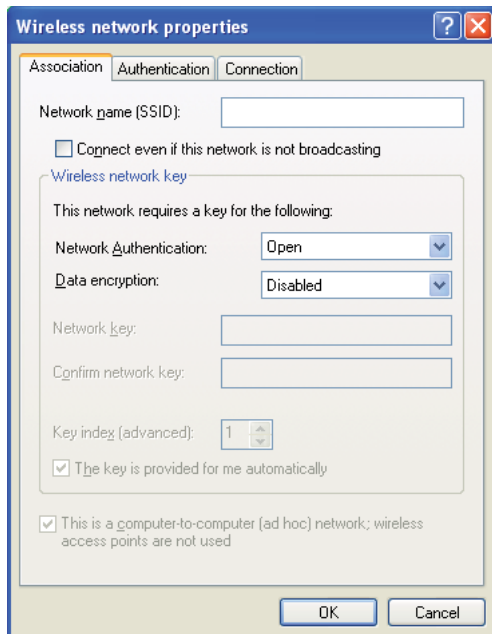 Wireless network properties
Association Authentication Connection
Network name (SSID):
Connect even if this network is not broadcasting
Wireless network key
This network requires a key for the following:
Network Authentication: Open
Data encryption: Disabled
Network key:
Confirm network key:
Key index (advanced): 1
The key is provided for me automatically
This is a computer-to-computer (ad hoc) network; wireless
access points are not used
OK Cancel